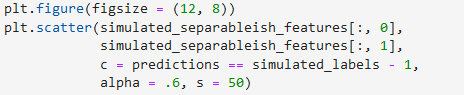 plt.figure(figsize = (12, 8))
plt.scatter(simulated_separableish_features[:, 0],
            simulated_separableish_features[:, 1],
            c = predictions == simulated_labels - 1,
            alpha = .6, s = 50)